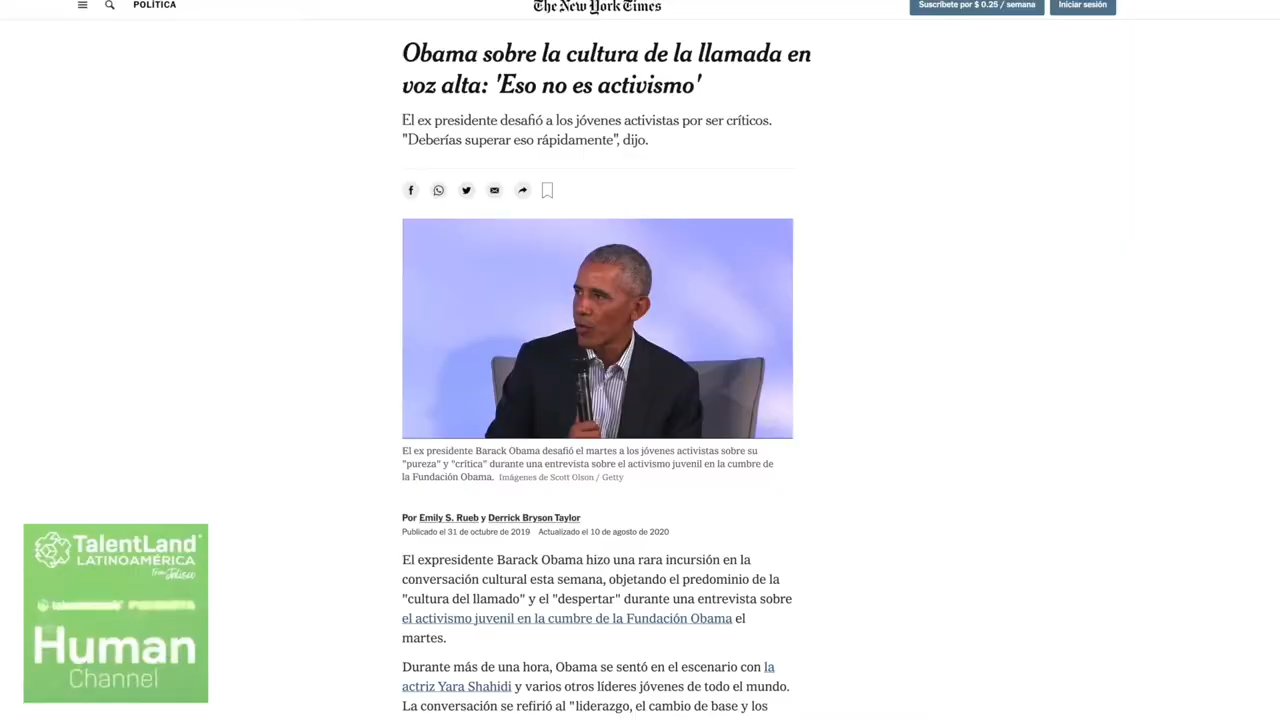 POLÍTICA
The New York Times
Suscríbete por $ 0.25 / semana
Iniciar sesión
Obama sobre la cultura de la llamada en
voz alta: 'Eso no es activismo'
El ex presidente desafió a los jóvenes activistas por ser críticos.
"Deberías superar eso rápidamente", dijo.
El ex presidente Barack Obama desafió el martes a los jóvenes activistas sobre su
"pureza" y "crítica" durante una entrevista sobre el activismo juvenil en la cumbre de
la Fundación Obama. Imágenes de Scott Olson / Getty
Por Emily S. Rueb y Derrick Bryson Taylor
Publicado el 31 de octubre de 2019 Actualizado el 10 de agosto de 2020
El expresidente Barack Obama hizo una rara incursión en la
conversación cultural esta semana, objetando el predominio de la
"cultura del llamado" y el "despertar" durante una entrevista sobre
el activismo juvenil en la cumbre de la Fundación Obama el
martes.
Durante más de una hora, Obama se sentó en el escenario con la
actriz Yara Shahidi y varios otros líderes jóvenes de todo el mundo.
La conversación se refirió al "liderazgo, el cambio de base y los
TalentLand
LATINOAMÉRICA
from Jalisco
Human
Channel